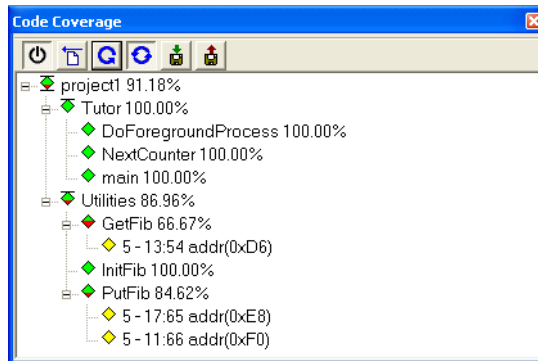 Code Coverage
project1 91.18%
Tutor 100.00%
DoForegroundProcess 100.00%
NextCounter 100.00%
main 100.00%
Utilities 86.96%
GetFib 66.67%
5 - 13:54 addr(0xD6)
InitFib 100.00%
PutFib 84.62%
5 - 17:65 addr(0xE8)
5 - 11:66 addr(0xF0)